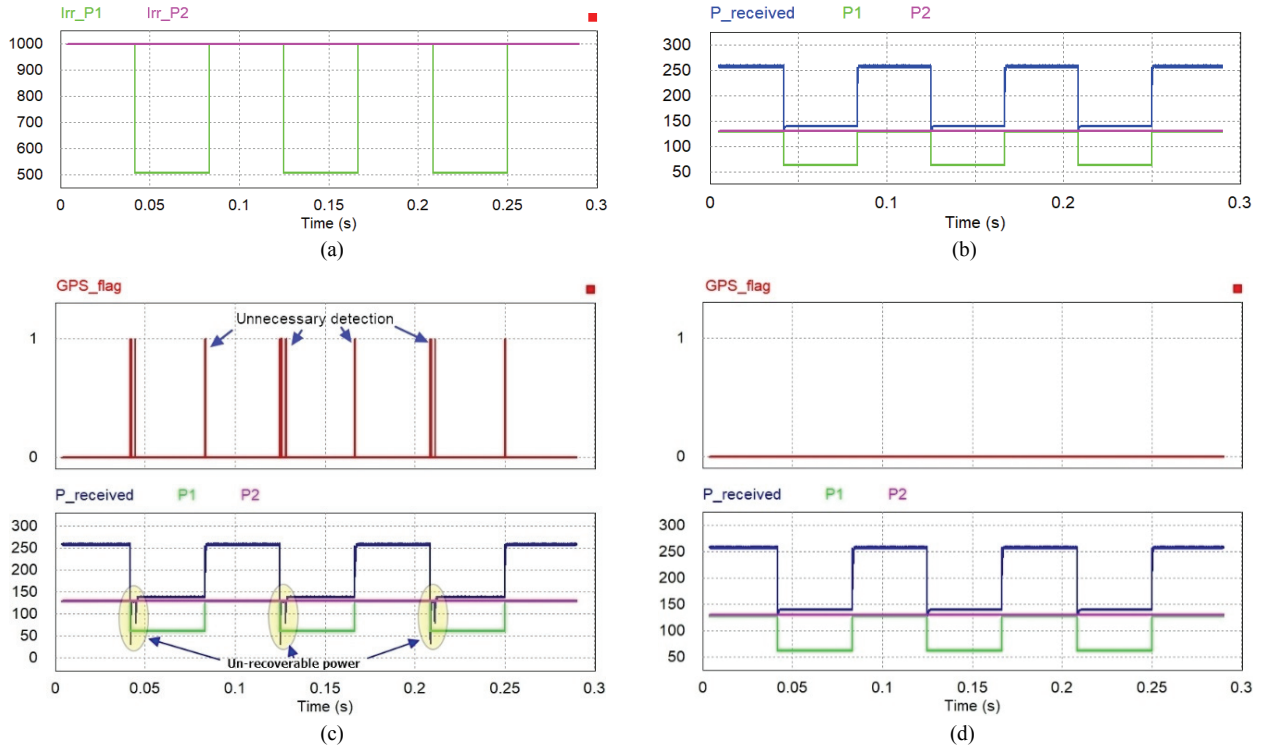 Irr_P1 Irr_P2
1000
900
800
700
600
500
0 0.05 0.1 0.15 0.2 0.25 0.3
Time (s)
(a)
P_received P1 P2
300
250
200
150
100
50
0 0.1 0.2 0.3
Time (s)
(b)
GPS_flag
Unnecessary detection
1
0
P_received P1 P2
300
250
200
150
100
50
0
Un-recoverable power
0 0.05 0.1 0.15 0.2 0.25 0.3
Time (s)
(c)
GPS_flag
1
0
P_received P1 P2
300
250
200
150
100
50
0 0.05 0.1 0.15 0.2 0.25 0.3
Time (s)
(d)